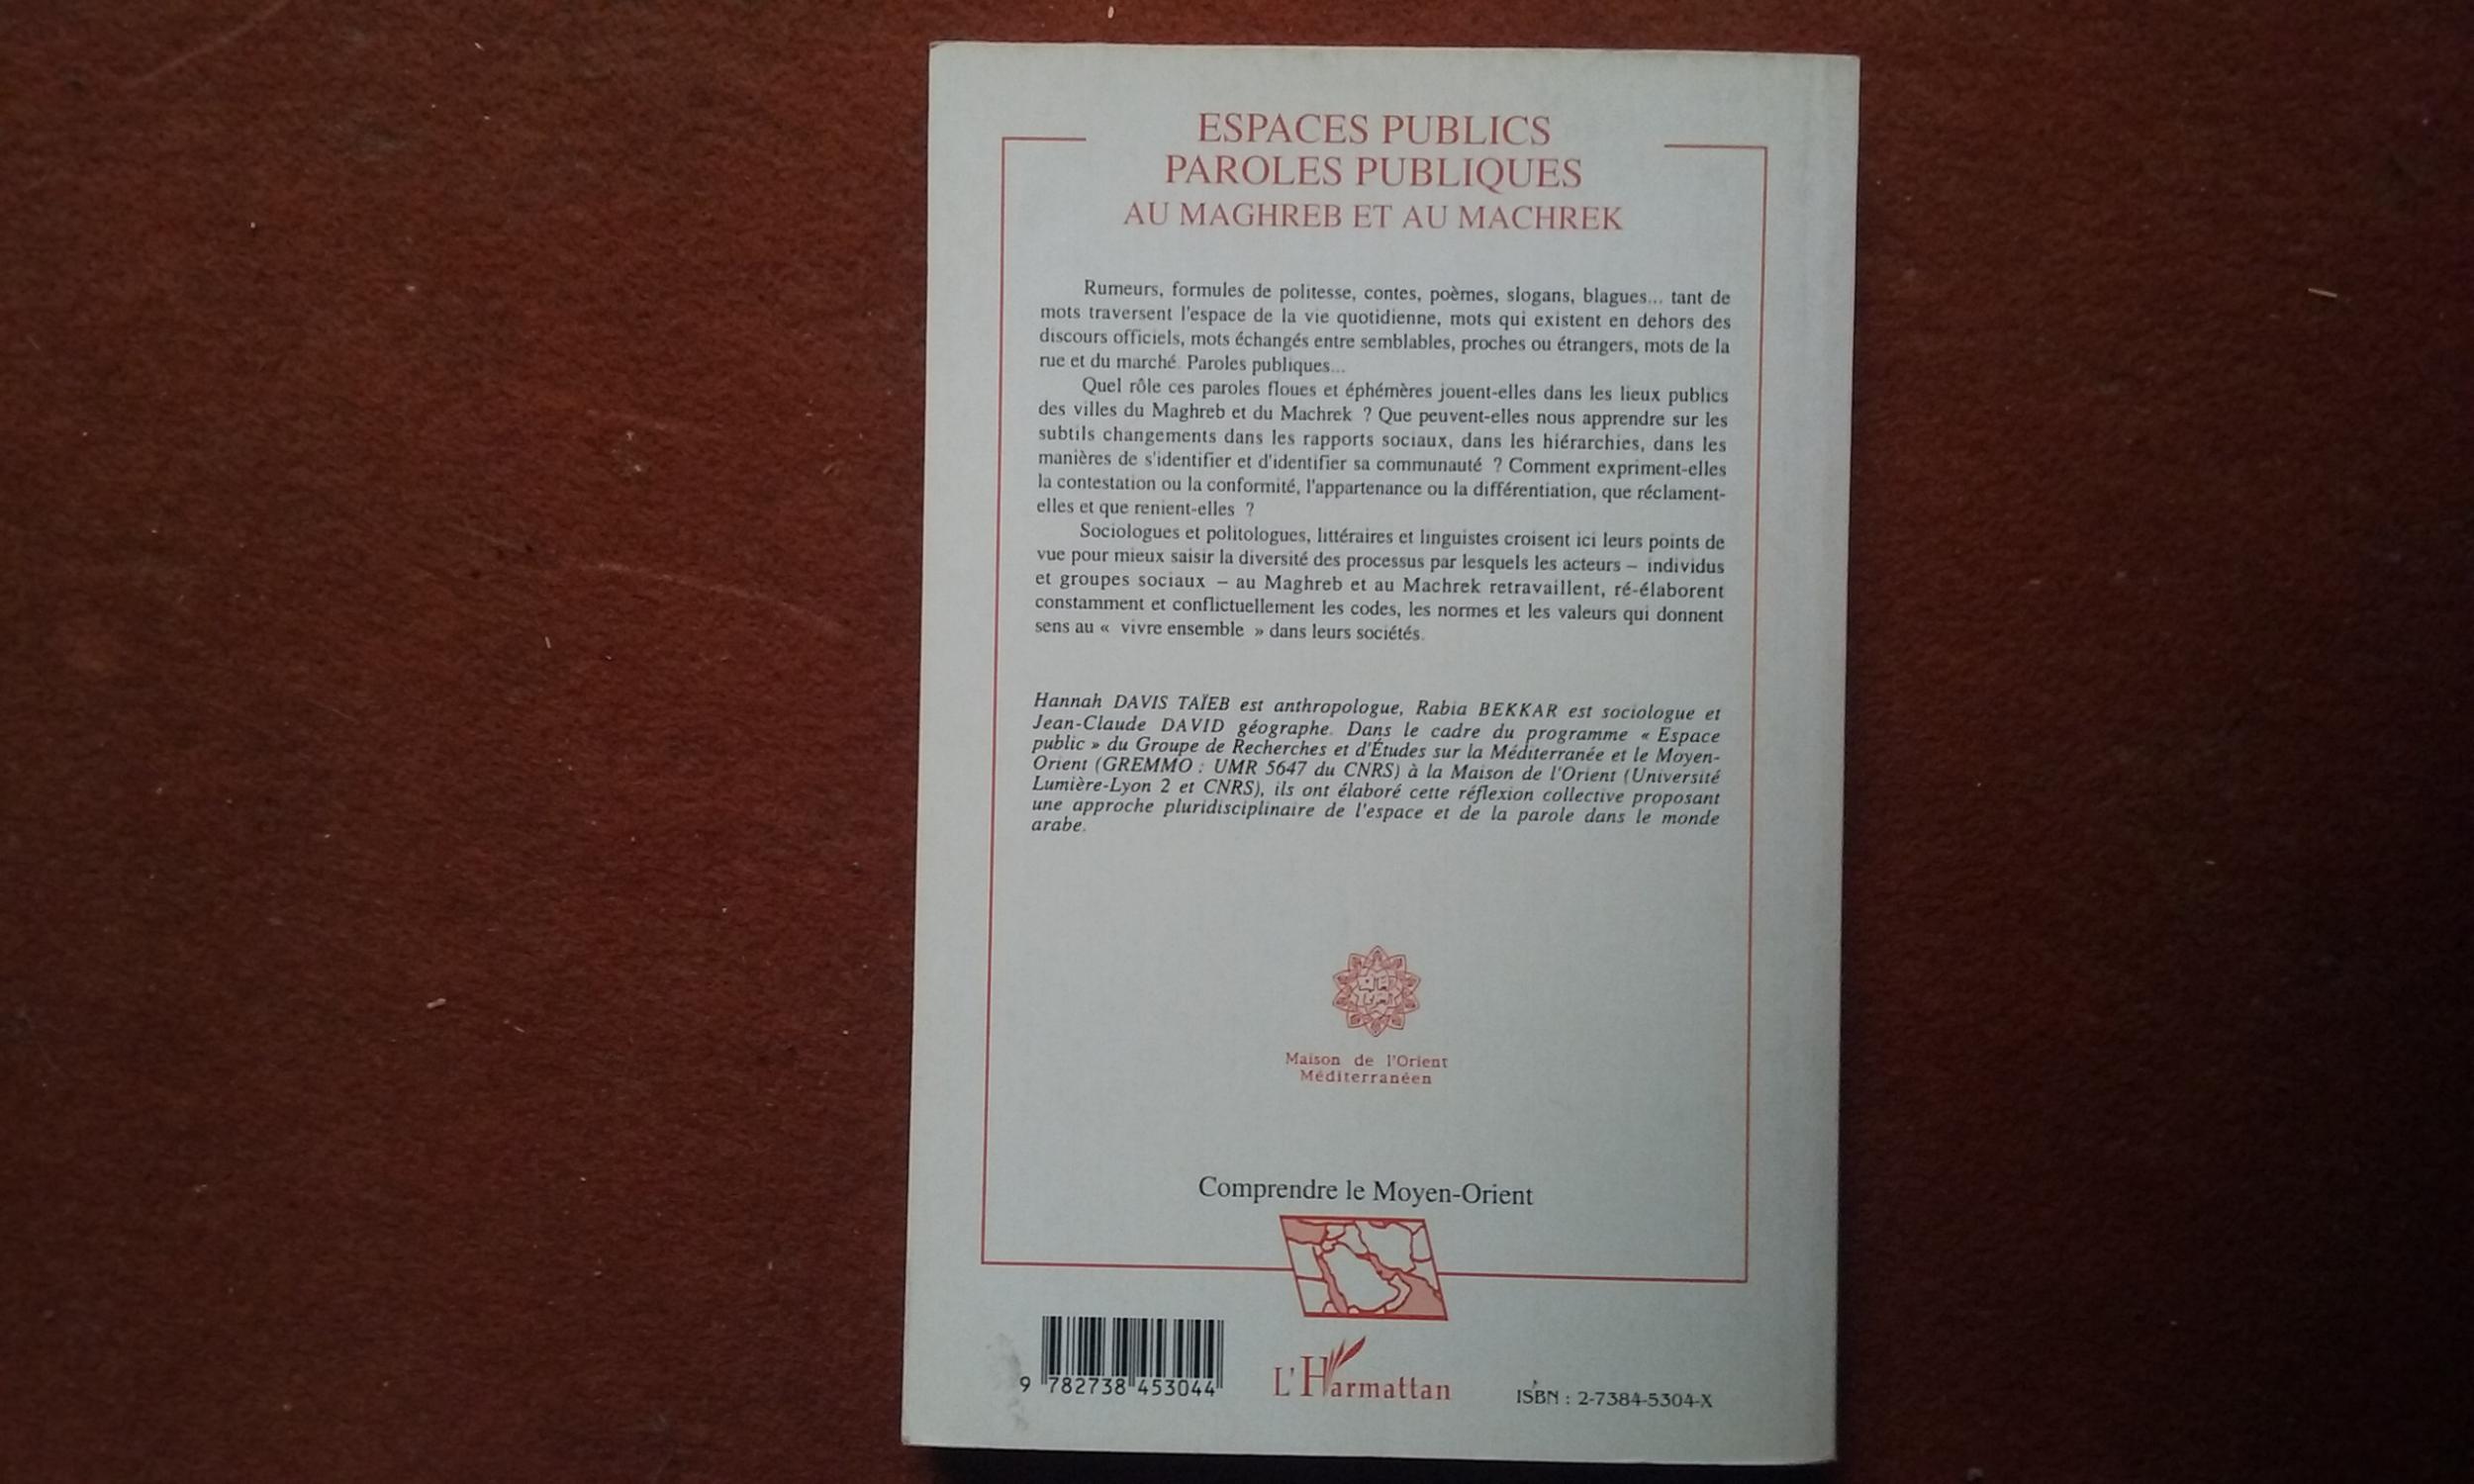 ESPACES PUBLICS
PAROLES PUBLIQUES
AU MAGHREB ET AU MACHREK
Rumeurs, formules de politesse, contes, poèmes, slogans, blagues... tant de
mots traversent l'espace de la vie quotidienne, mots qui existent en dehors des
discours officiels, mots échangés entre semblables, proches ou étrangers, mots de la
rue et du marché. Paroles publiques...
Quel rôle ces paroles floues et éphémères jouent-elles dans les lieux publics
des villes du Maghreb et du Machrek ? Que peuvent-elles nous apprendre sur les
subtils changements dans les rapports sociaux, dans les hiérarchies, dans les
manières de s'identifier et d'identifier sa communauté ? Comment expriment-elles
la contestation ou la conformité, l'appartenance ou la différentiation, que réclament-
elles et que renient-elles ?
Sociologues et politologues, littéraires et linguistes croisent ici leurs points de
vue pour mieux saisir la diversité des processus par lesquels les acteurs – individus
et groupes sociaux – au Maghreb et au Machrek retravaillent, ré-élaborent
constamment et conflictuellement les codes, les normes et les valeurs qui donnent
sens au « vivre ensemble » dans leurs sociétés.
Hannah DAVIS TAÏEB est anthropologue, Rabia BEKKAR est sociologue et
Jean-Claude DAVID géographe. Dans le cadre du programme « Espace
public » du Groupe de Recherches et d'Études sur la Méditerranée et le Moyen-
Orient (GREMMO : UMR 5647 du CNRS) à la Maison de l'Orient (Université
Lumière-Lyon 2 et CNRS), ils ont élaboré cette réflexion collective proposant
une approche pluridisciplinaire de l'espace et de la parole dans le monde
arabe.
Maison de l'Orient
Méditerranéen
Comprendre le Moyen-Orient
9 782738 453044
L'Harmattan
ISBN : 2-7384-5304-X